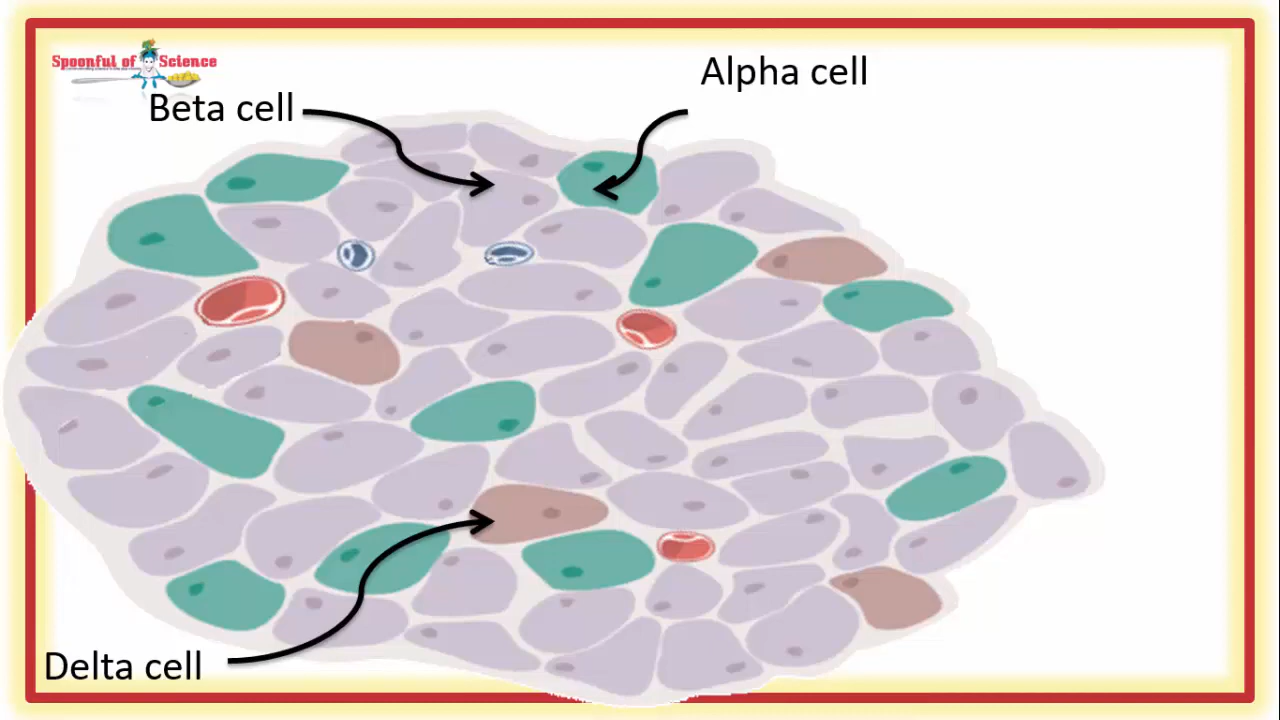 Spoonful of Science
Alpha cell
Beta cell
Delta cell